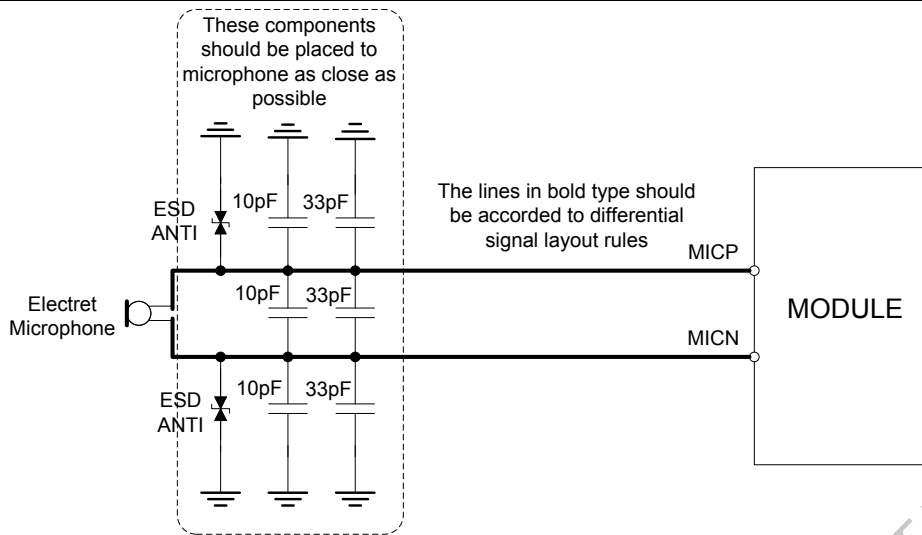 These components
should be placed to
microphone as close as
possible
10pF 33pF
ESD
ANTI
The lines in bold type should
be accorded to differential
signal layout rules
MICP
Electret
Microphone
10pF 33pF
MODULE
MICN
10pF 33pF
ESD
ANTI